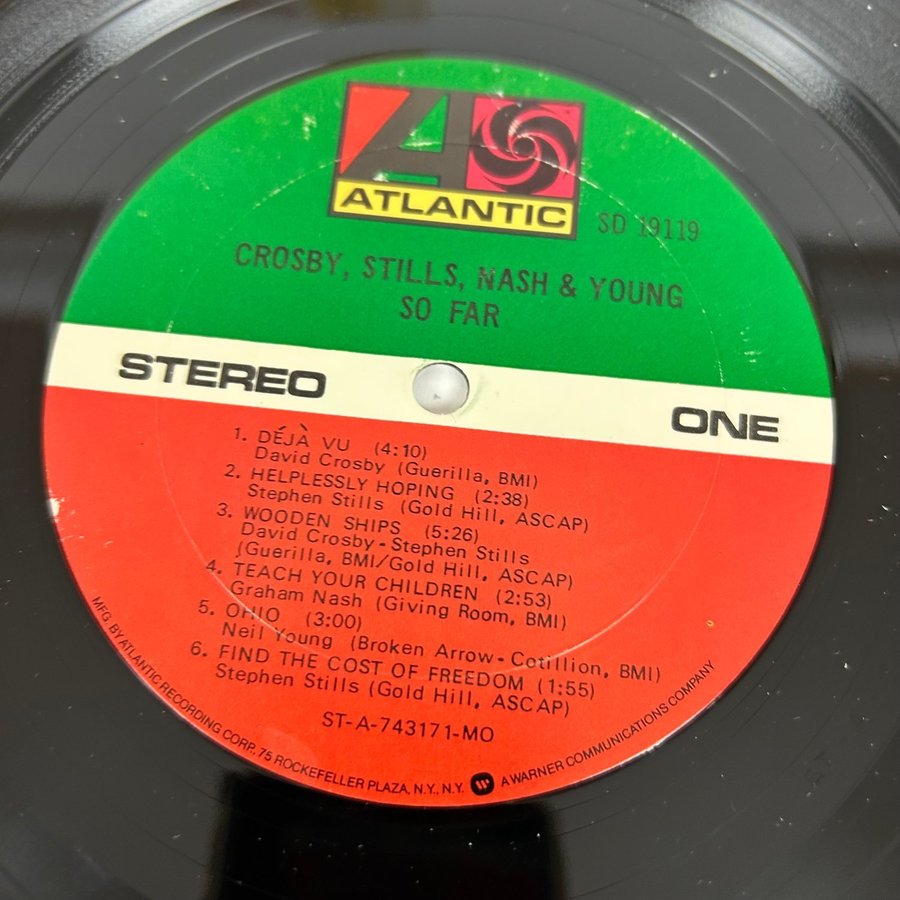 ATLANTIC
SD 19119
CROSBY, STILLS, NASH & YOUNG
SO FAR
STEREO
ONE
1. DÉJÀ VU (4:10)
David Crosby (Guerilla, BMI)
2. HELPLESSLY HOPING (2:38)
Stephen Stills (Gold Hill, ASCAP)
3. WOODEN SHIPS (5:26)
David Crosby-Stephen Stills
(Guerilla, BMI/Gold Hill, ASCAP)
4. TEACH YOUR CHILDREN (2:53)
Graham Nash (Giving Room, BMI)
5. OHIO (3:00)
Neil Young (Broken Arrow-Cotillion, BMI)
6. FIND THE COST OF FREEDOM (1:55)
Stephen Stills (Gold Hill, ASCAP)
ST-A-743171-MO
MFG. BY ATLANTIC RECORDING CORP., 75 ROCKEFELLER PLAZA, N.Y., N.Y. A WARNER COMMUNICATIONS COMPANY